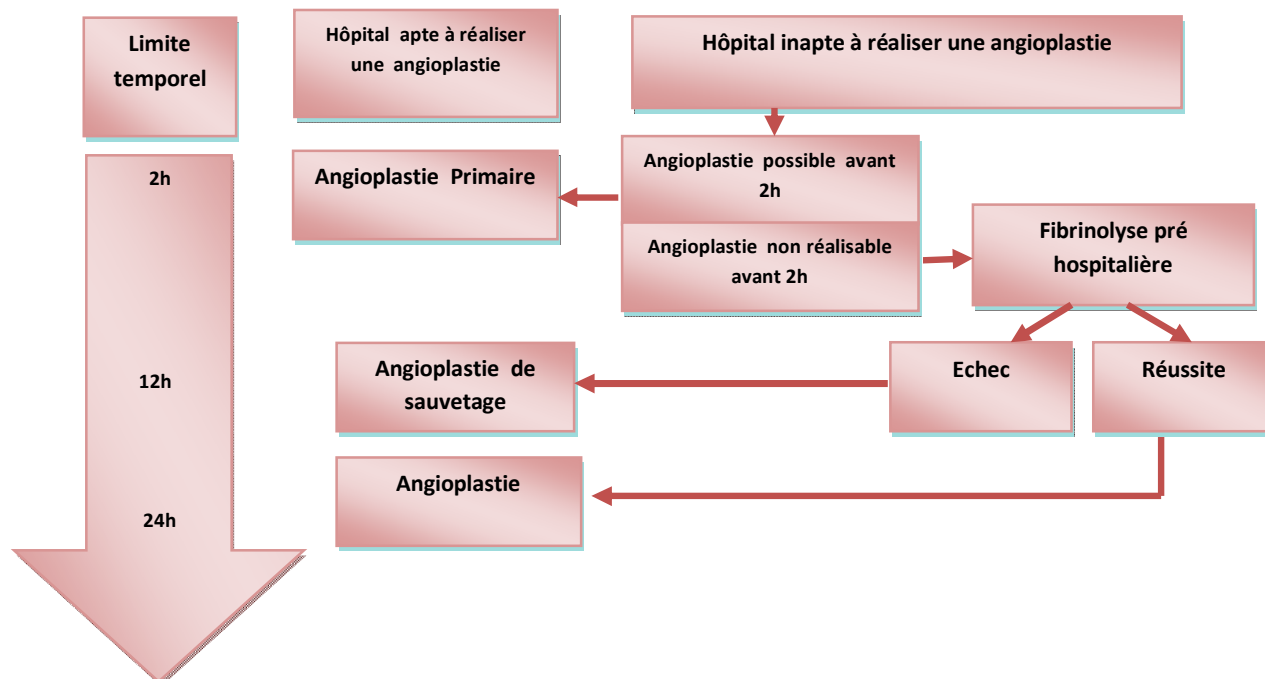 Limite
temporel
Hôpital apte à réaliser
une angioplastie
Hôpital inapte à réaliser une angioplastie
2h
Angioplastie Primaire
Angioplastie possible avant
2h
Angioplastie non réalisable
avant 2h
Fibrinolyse pré
hospitalière
12h
Angioplastie de
sauvetage
Echec
Réussite
Angioplastie
24h